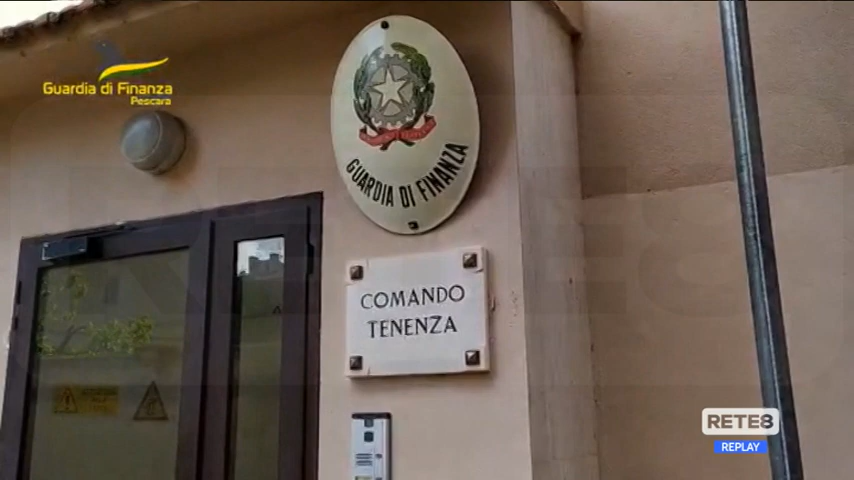 Guardia di Finanza
Pescara
GUARDIA DI FINANZA
COMANDO
TENENZA
RETE8
REPLAY